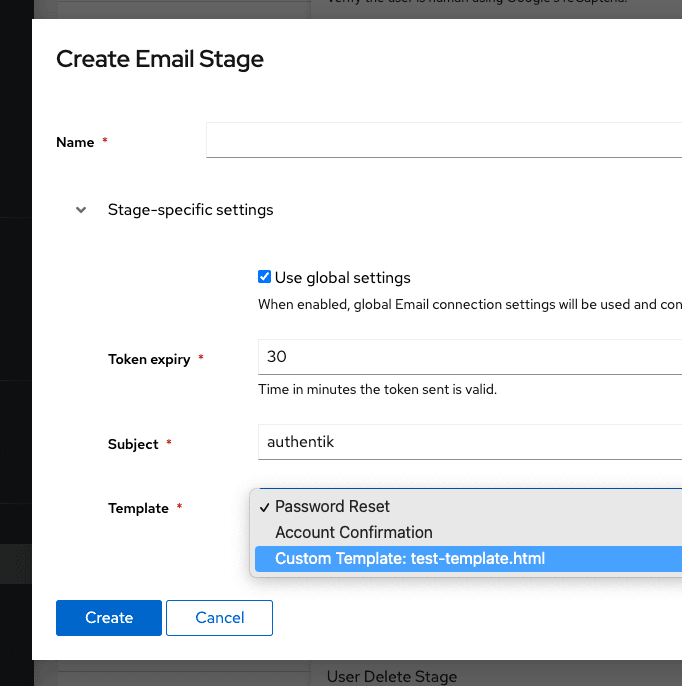 Verify the user is human using Google's reCaptcha.
Create Email Stage
Name *
Stage-specific settings
Use global settings
When enabled, global Email connection settings will be used and con
Token expiry *
30
Time in minutes the token sent is valid.
Subject *
authentik
Template *
✓ Password Reset
Account Confirmation
Custom Template: test-template.html
Create
Cancel
User Delete Stage